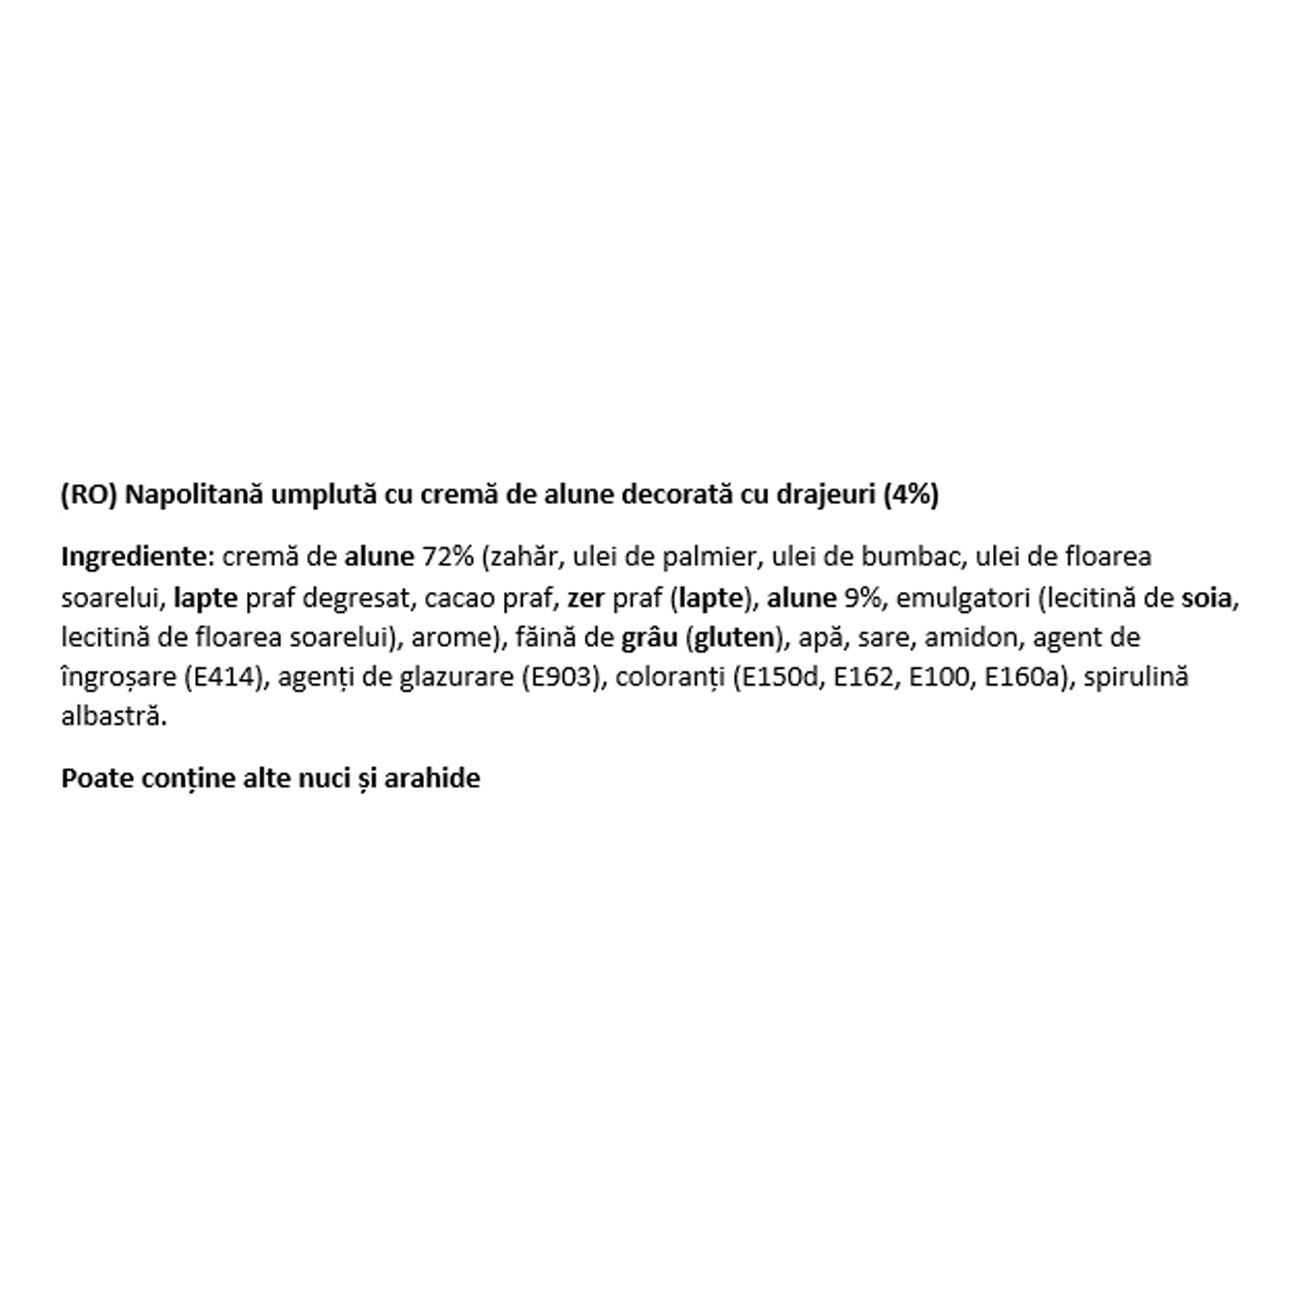 (RO) Napolitană umplută cu cremă de alune decorată cu drajeuri (4%)
Ingrediente: cremă de alune 72% (zahăr, ulei de palmier, ulei de bumbac, ulei de floarea
soarelui, lapte praf degresat, cacao praf, zer praf (lapte), alune 9%, emulgatori (lecitină de soia,
lecitină de floarea soarelui), arome), făină de grâu (gluten), apă, sare, amidon, agent de
îngroșare (E414), agenți de glazurare (E903), coloranți (E150d, E162, E100, E160a), spirulină
albastră.
Poate conține alte nuci și arahide